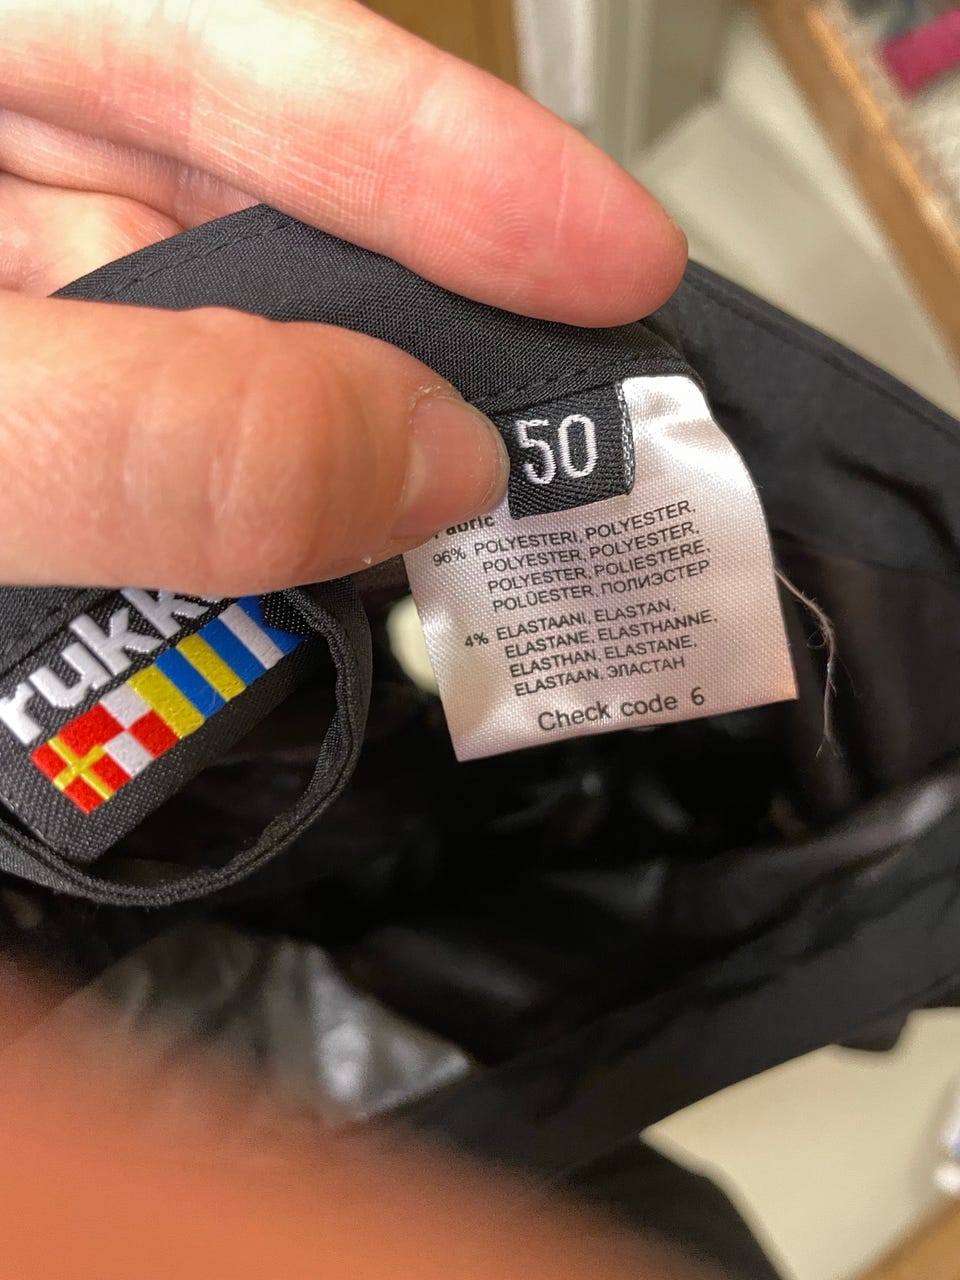 50
Fabric
96% POLYESTERI, POLYESTER,
POLYESTER, POLYESTER,
POLYESTER, POLIESTERE,
POLÜESTER, ПОЛИЭСТЕР
4% ELASTAANI, ELASTAN,
ELASTANE, ELASTHANNE,
ELASTHAN, ELASTANE,
ELASTAAN, ЭЛАСТАН
Check code 6
rukk